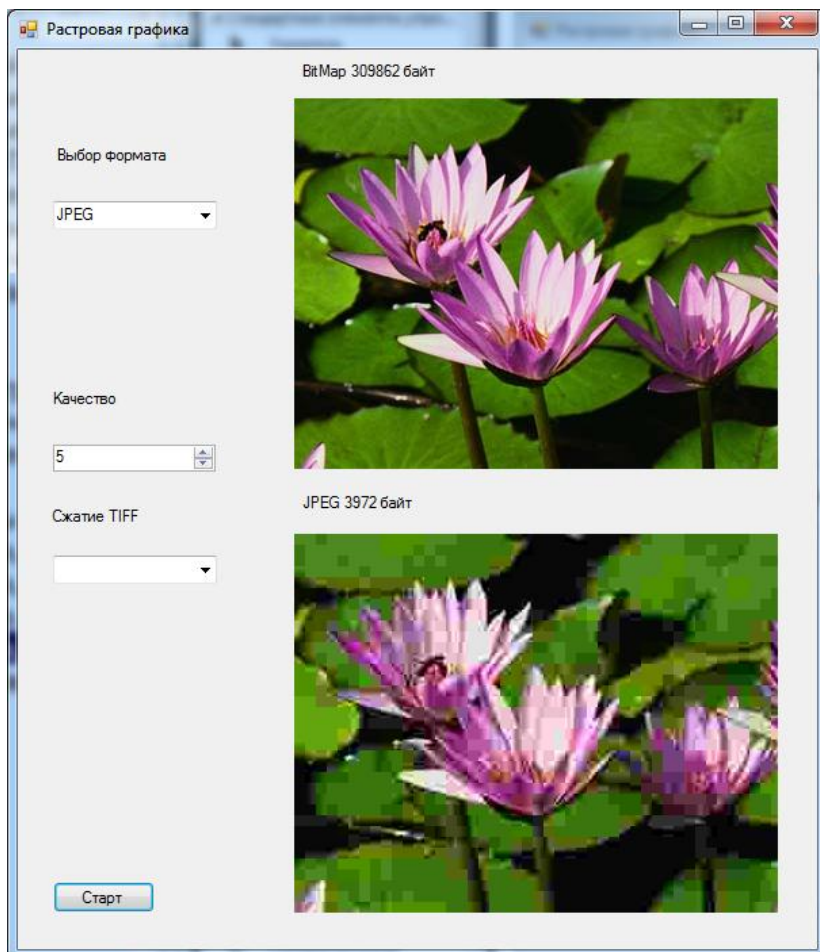 Растровая графика
BitMap 309862 байт
Выбор формата
JPEG
Качество
5
Сжатие TIFF
JPEG 3972 байт
Старт